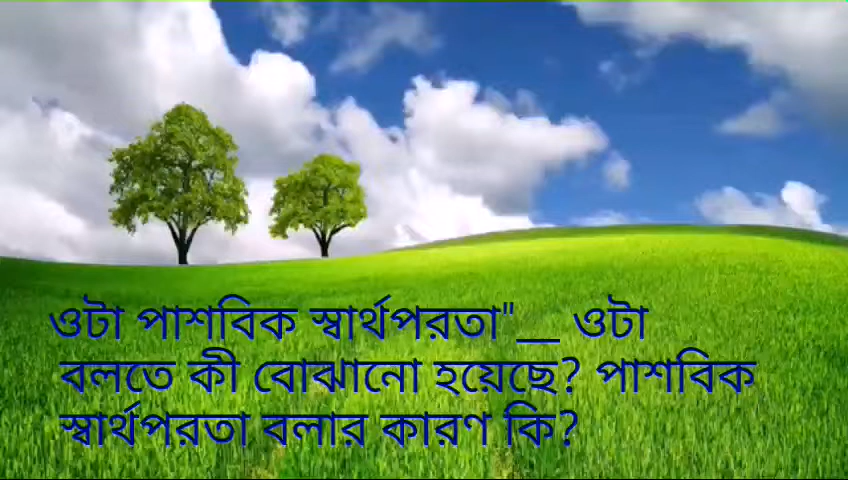 ওটা পাশবিক স্বার্থপরতা"__ ওটা
বলতে কী বোঝানো হয়েছে? পাশবিক
স্বার্থপরতা বলার কারণ কি?